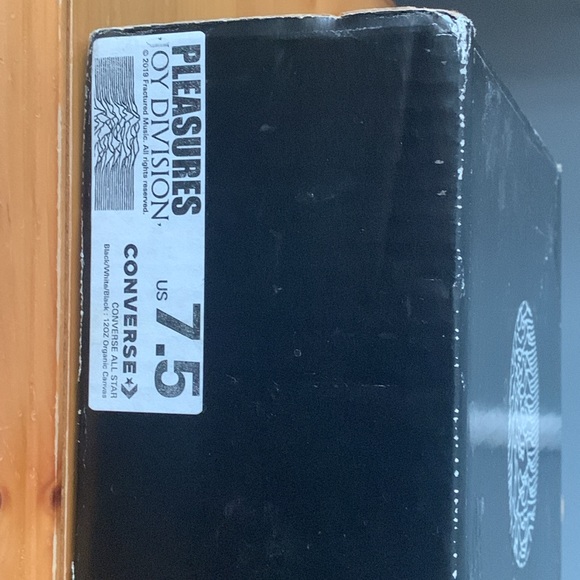 PLEASURES
OY DIVISION,
© 2019 Fractured Music. All rights reserved.
US 7.5
CONVERSE
CONVERSE ALL STAR
Black/White/Black : 12OZ Organic Canvas